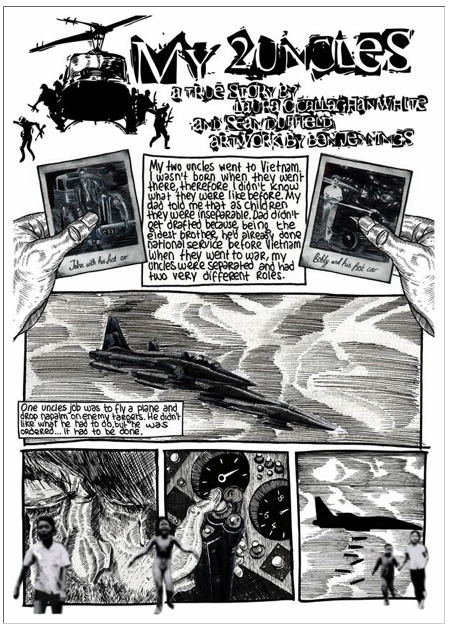 MY 2UNCLES
A TRUE STORY BY
LAURA O'CALLAGHAN WHITE
AND SEAN DUFFIELD
ARTWORK BY BEN JENNINGS
My two uncles went to Vietnam.
I wasn't born when they went
there, therefore, I didn't know
what they were like before. My
dad told me that as children
they were inseparable. Dad didn't
get drafted because being the
eldest brother, he'd already done
national service before Vietnam.
When they went to war, my
uncles were separated and had
two very different roles.
John with his first car
Bobby and his first car
One uncles job was to fly a plane and
drop napalm on enemy targets. He didn't
like what he had to do, but he was
ordered... it had to be done.